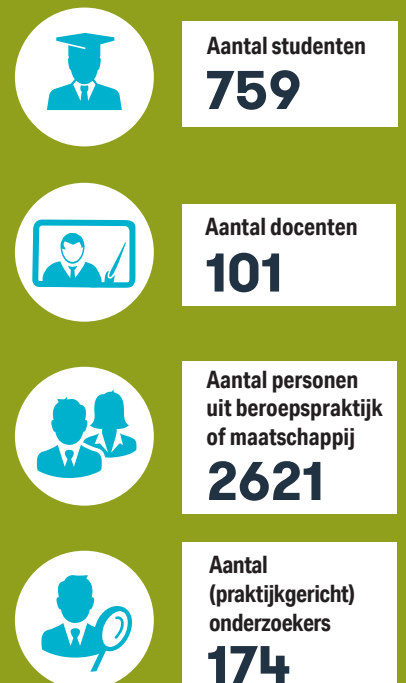 Aantal studenten
759
Aantal docenten
101
Aantal personen
uit beroepspraktijk
of maatschappij
2621
Aantal
(praktijkgericht)
onderzoekers
174